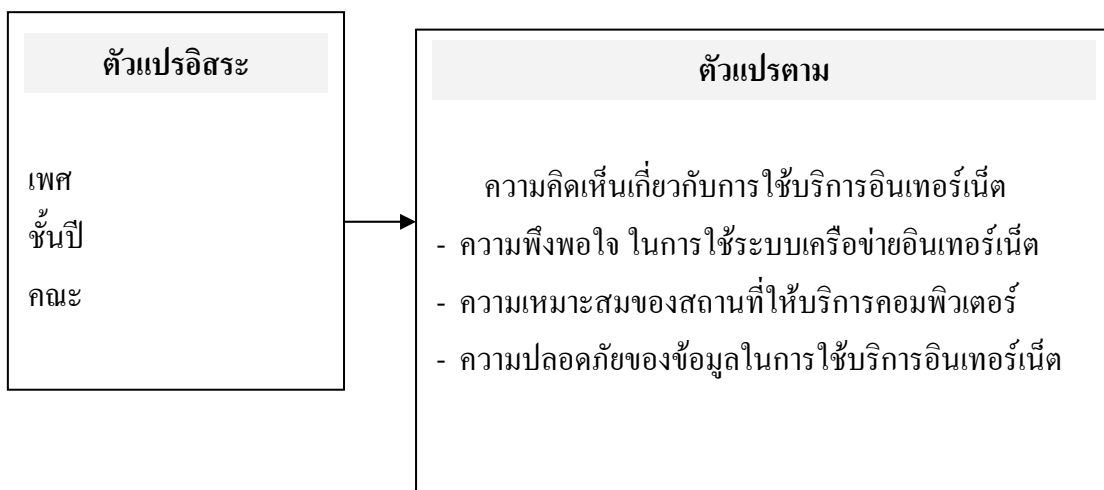 ตัวแปรอิสระ
เพศ
ชั้นปี
คณะ
ตัวแปรตาม
ความคิดเห็นเกี่ยวกับการใช้บริการอินเทอร์เน็ต
- ความพึงพอใจ ในการใช้ระบบเครือข่ายอินเทอร์เน็ต
- ความเหมาะสมของสถานที่ให้บริการคอมพิวเตอร์
- ความปลอดภัยของข้อมูลในการใช้บริการอินเทอร์เน็ต